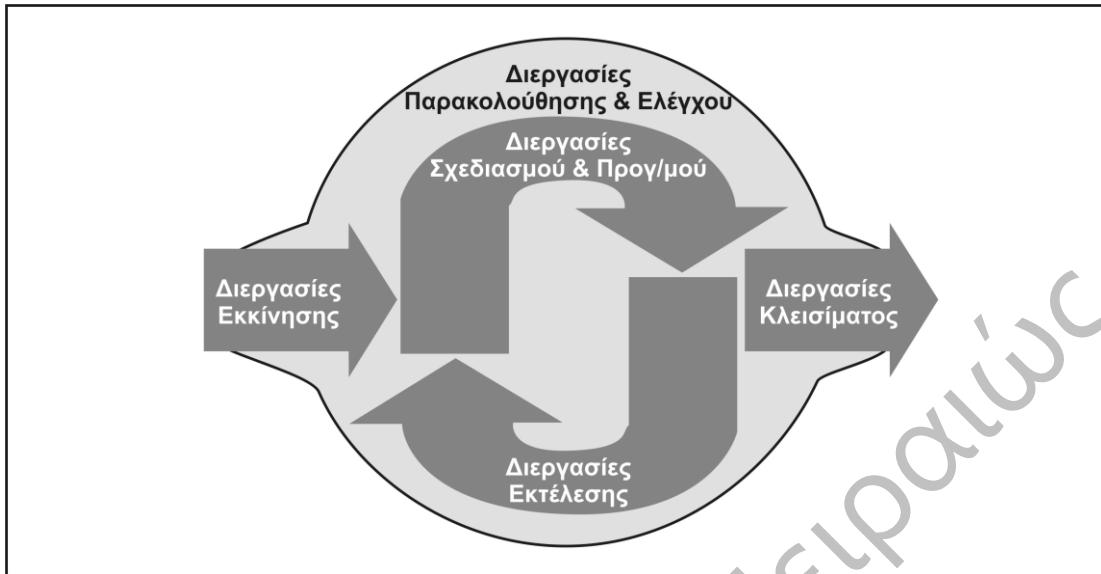 Διεργασίες
Παρακολούθησης & Ελέγχου
Διεργασίες
Σχεδιασμού & Προγ/μού
Διεργασίες
Εκκίνησης
Διεργασίες
Κλεισίματος
Διεργασίες
Εκτέλεσης